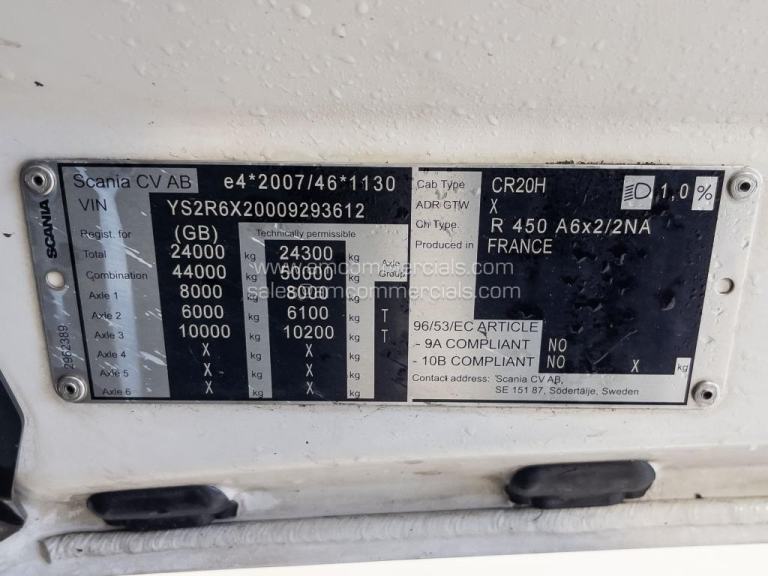 Scania CV AB e4*2007/46*1130
VIN YS2R6X20009293612
Regist. for (GB) Technically permissible
Total 24000 kg 24300 kg Axle Group
Combination 44000 kg 50000 kg
Axle 1 8000 kg 8000 kg
Axle 2 6000 kg 6100 kg T
Axle 3 10000 kg 10200 kg T
Axle 4 X kg X kg
Axle 5 X kg X kg
Axle 6 X kg X kg
SCANIA
2962389
Cab Type CR20H 1,0 %
ADR GTW X
Ch Type. R 450 A6x2/2NA
Produced in FRANCE
96/53/EC ARTICLE
- 9A COMPLIANT NO
- 10B COMPLIANT NO X kg
Contact address: Scania CV AB,
SE 151 87, Södertälje, Sweden